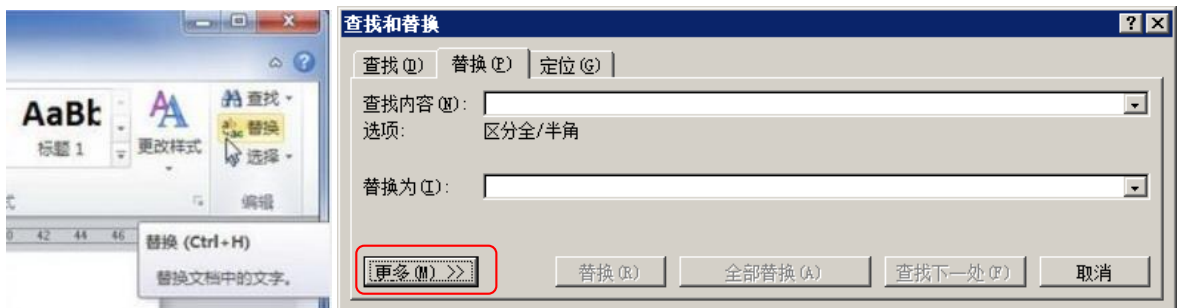 查找
AaBb
替换
标题 1
更改样式
选择
编辑
42 44 46
替换 (Ctrl+H)
替换文档中的文字。
查找和替换
查找(D) 替换(P) 定位(G)
查找内容(N):
选项: 区分全/半角
替换为(I):
更多(M) >> 替换(R) 全部替换(A) 查找下一处(F) 取消